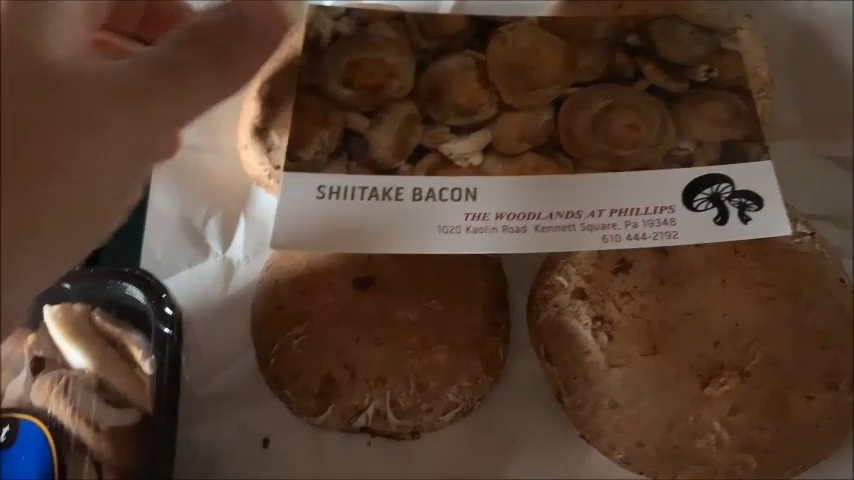 SHIITAKE BACON
THE WOODLANDS AT PHILLIPS
1020 Kaolin Road Kennett Square, Pa 19348
610 444-2192
t